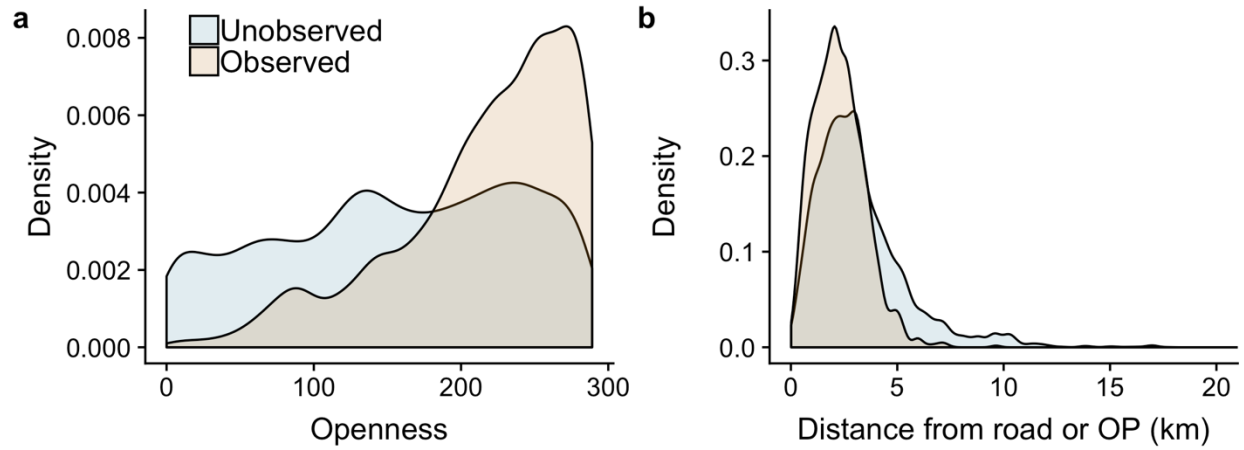 a
Unobserved
Observed
0.008
0.006
0.004
0.002
0.000
Density
0
100
200
300
Openness
b
0.3
0.2
0.1
0.0
Density
0
5
10
15
20
Distance from road or OP (km)